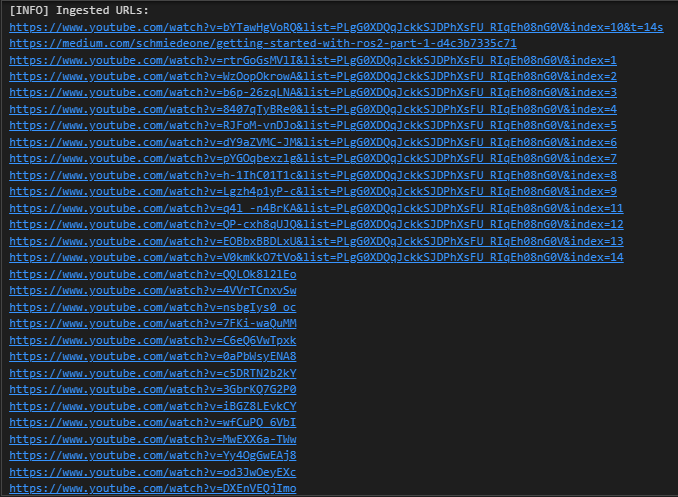 [INFO] Ingested URLs:
https://www.youtube.com/watch?v=bYTawHgVoRQ&list=PLgG0XDQqJckkSJDPhXsFU_RIqEh08nG0V&index=10&t=14s
https://medium.com/schmiedeone/getting-started-with-ros2-part-1-d4c3b7335c71
https://www.youtube.com/watch?v=rtrGoGsMVlI&list=PLgG0XDQqJckkSJDPhXsFU_RIqEh08nG0V&index=1
https://www.youtube.com/watch?v=WzOopOkrowA&list=PLgG0XDQqJckkSJDPhXsFU_RIqEh08nG0V&index=2
https://www.youtube.com/watch?v=b6p-26zqLNA&list=PLgG0XDQqJckkSJDPhXsFU_RIqEh08nG0V&index=3
https://www.youtube.com/watch?v=8407qTyBRe0&list=PLgG0XDQqJckkSJDPhXsFU_RIqEh08nG0V&index=4
https://www.youtube.com/watch?v=RJFoM-vnDJo&list=PLgG0XDQqJckkSJDPhXsFU_RIqEh08nG0V&index=5
https://www.youtube.com/watch?v=dY9aZVMC-JM&list=PLgG0XDQqJckkSJDPhXsFU_RIqEh08nG0V&index=6
https://www.youtube.com/watch?v=pYGOqbexzlg&list=PLgG0XDQqJckkSJDPhXsFU_RIqEh08nG0V&index=7
https://www.youtube.com/watch?v=h-1IhC01T1c&list=PLgG0XDQqJckkSJDPhXsFU_RIqEh08nG0V&index=8
https://www.youtube.com/watch?v=Lgzh4plyP-c&list=PLgG0XDQqJckkSJDPhXsFU_RIqEh08nG0V&index=9
https://www.youtube.com/watch?v=q4l_-n4BrKA&list=PLgG0XDQqJckkSJDPhXsFU_RIqEh08nG0V&index=11
https://www.youtube.com/watch?v=QP-cxh8qUJQ&list=PLgG0XDQqJckkSJDPhXsFU_RIqEh08nG0V&index=12
https://www.youtube.com/watch?v=EOBbxBBDLxU&list=PLgG0XDQqJckkSJDPhXsFU_RIqEh08nG0V&index=13
https://www.youtube.com/watch?v=V0kmKkO7tVo&list=PLgG0XDQqJckkSJDPhXsFU_RIqEh08nG0V&index=14
https://www.youtube.com/watch?v=QQLOk8l2lEo
https://www.youtube.com/watch?v=4VVrTCnxvSw
https://www.youtube.com/watch?v=nsbgIys0_oc
https://www.youtube.com/watch?v=7FKi-waQuMM
https://www.youtube.com/watch?v=C6eQ6VwTpxk
https://www.youtube.com/watch?v=0aPbWsyENA8
https://www.youtube.com/watch?v=c5DRTN2b2kY
https://www.youtube.com/watch?v=3GbrKQ7G2P0
https://www.youtube.com/watch?v=iBGZ8LEvkCY
https://www.youtube.com/watch?v=wfCuPO_6VbI
https://www.youtube.com/watch?v=MwEXX6a-TWw
https://www.youtube.com/watch?v=Yy4OgGwEAj8
https://www.youtube.com/watch?v=od3JwOeyEXc
https://www.youtube.com/watch?v=DXEnVEQjImo